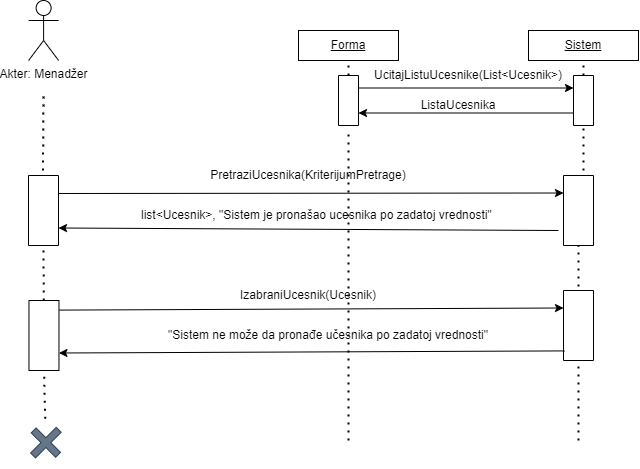 Forma
Sistem
Akter: Menadžer
UcitajListuUcesnike(List<Ucesnik>)
ListaUcesnika
PretraziUcesnika(KriterijumPretrage)
list<Ucesnik>, "Sistem je pronašao ucesnika po zadatoj vrednosti"
IzabraniUcesnik(Ucesnik)
"Sistem ne može da pronađe učesnika po zadatoj vrednosti"